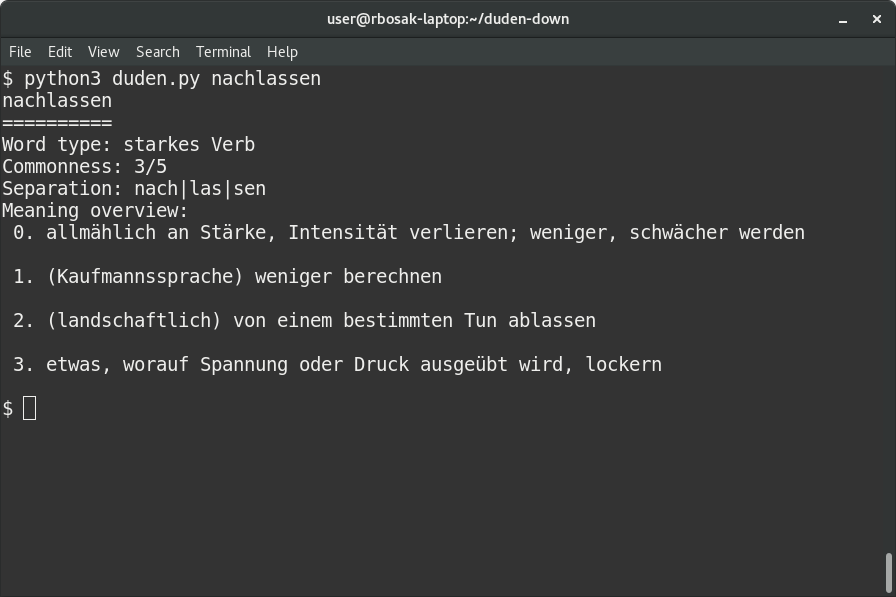 user@rbosak-laptop:~/duden-down
File Edit View Search Terminal Help
$ python3 duden.py nachlassen
nachlassen
==========
Word type: starkes Verb
Commonness: 3/5
Separation: nach|las|sen
Meaning overview:
 0. allmählich an Stärke, Intensität verlieren; weniger, schwächer werden
 1. (Kaufmannssprache) weniger berechnen
 2. (landschaftlich) von einem bestimmten Tun ablassen
 3. etwas, worauf Spannung oder Druck ausgeübt wird, lockern
$